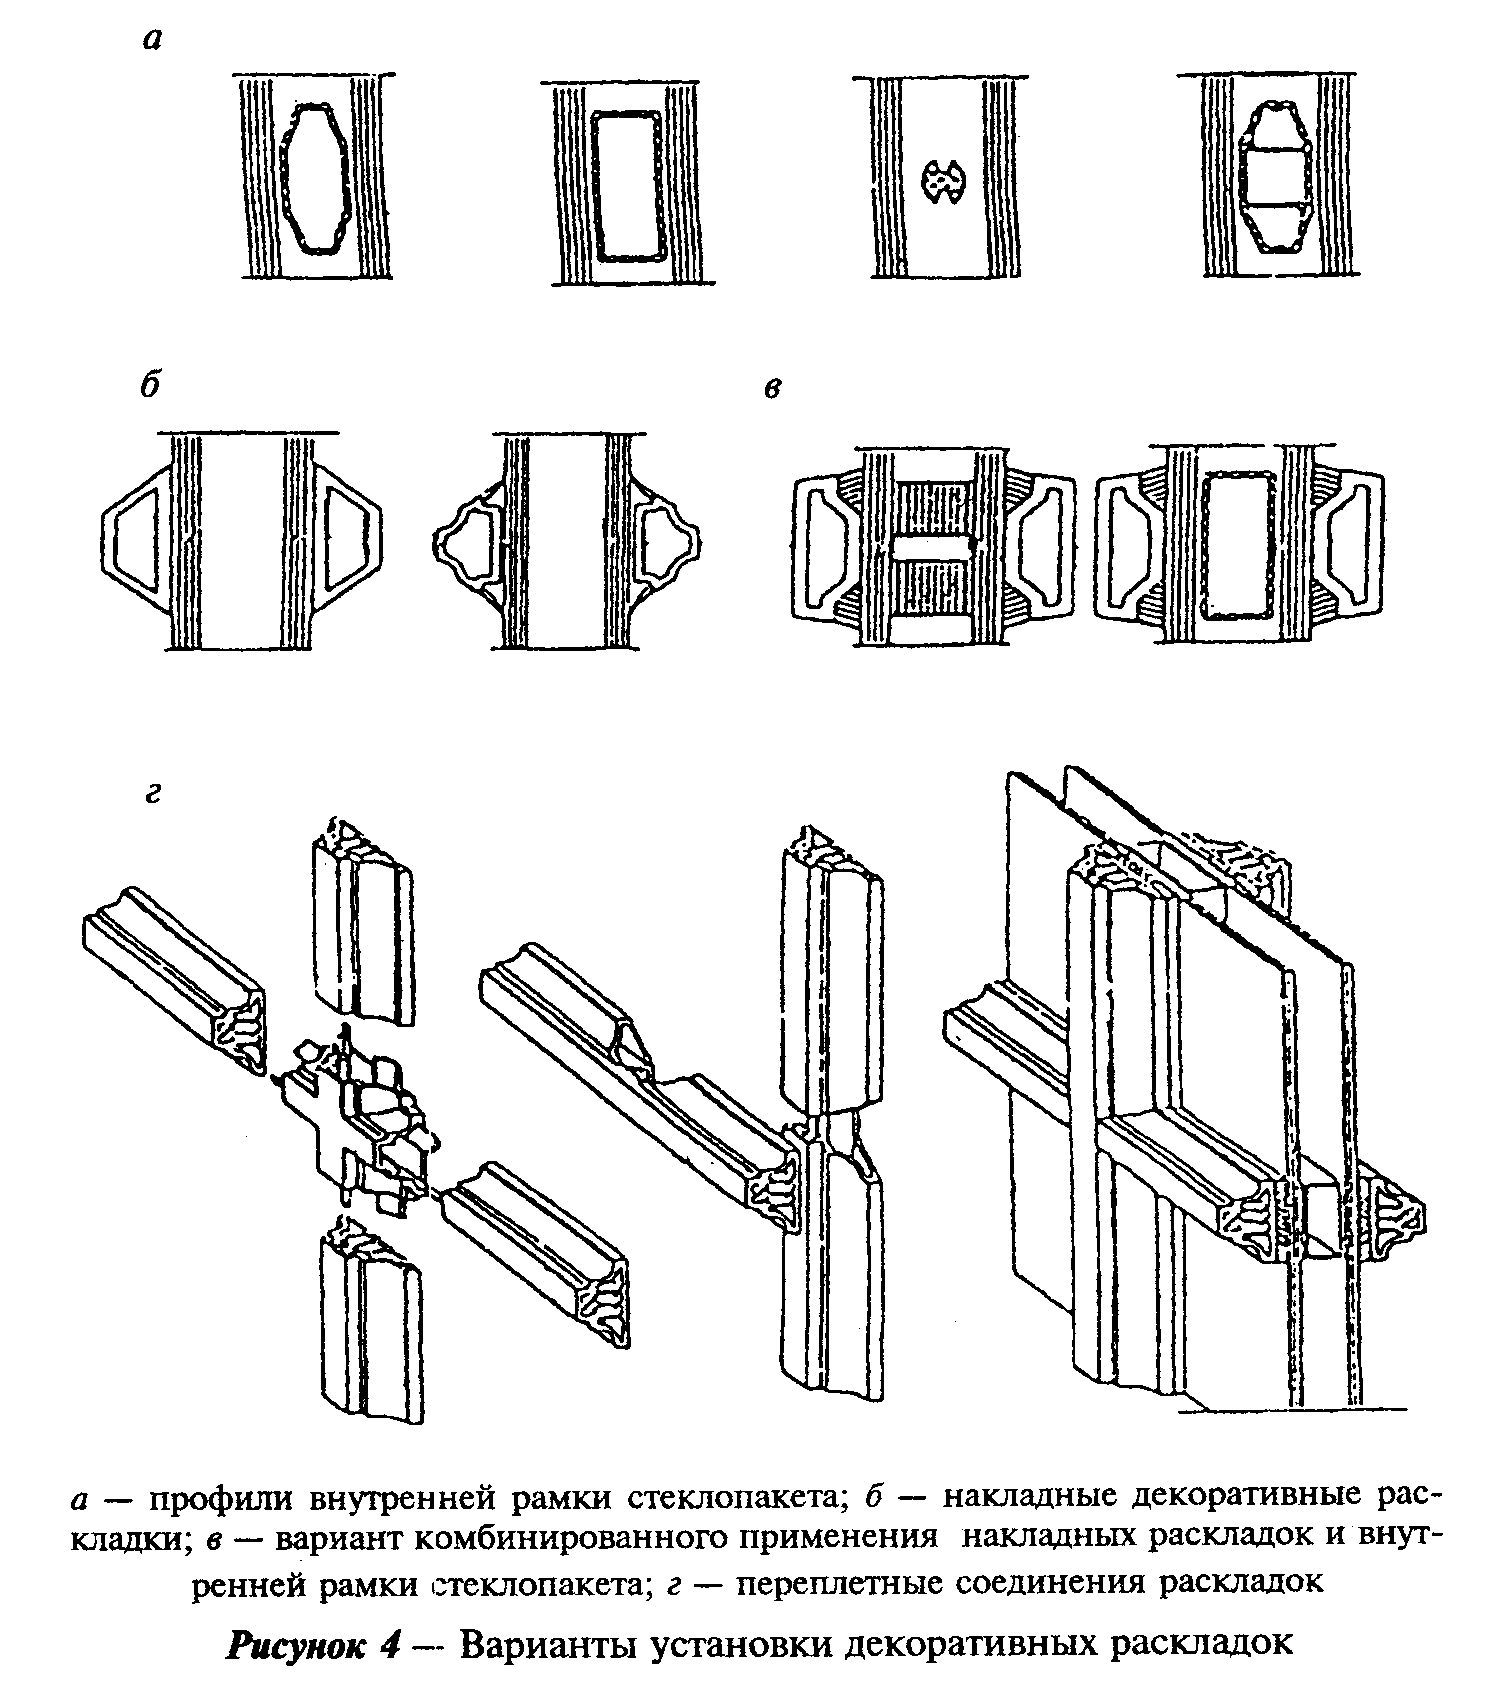 а
б
в
г
а — профили внутренней рамки стеклопакета; б — накладные декоративные рас-
кладки; в — вариант комбинированного применения накладных раскладок и внут-
ренней рамки стеклопакета; г — переплетные соединения раскладок
Рисунок 4 — Варианты установки декоративных раскладок